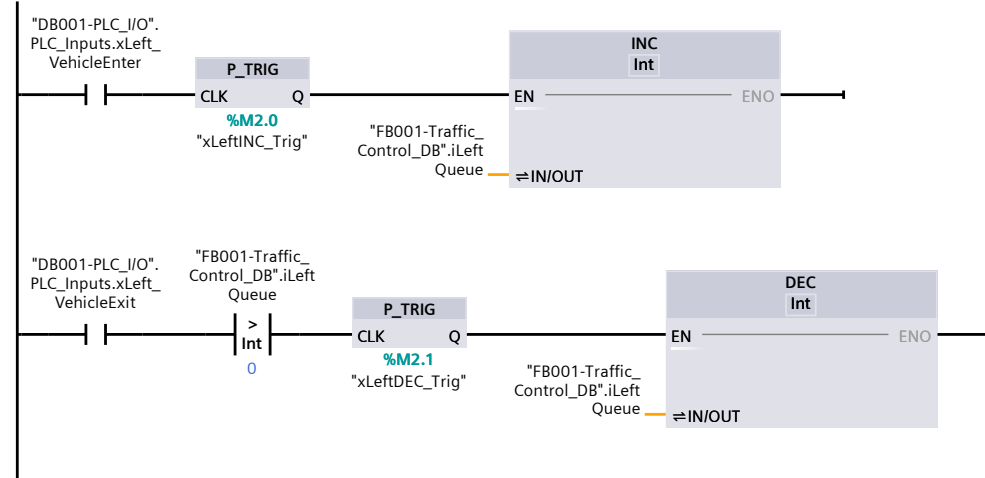 "DB001-PLC_I/O".
PLC_Inputs.xLeft_
VehicleEnter
P_TRIG
CLK Q
%M2.0
"xLeftINC_Trig"
INC
Int
EN ENO
"FB001-Traffic_
Control_DB".iLeft
Queue
⇌IN/OUT
"DB001-PLC_I/O".
PLC_Inputs.xLeft_
VehicleExit
"FB001-Traffic_
Control_DB".iLeft
Queue
>
Int
0
P_TRIG
CLK Q
%M2.1
"xLeftDEC_Trig"
DEC
Int
EN ENO
"FB001-Traffic_
Control_DB".iLeft
Queue
⇌IN/OUT